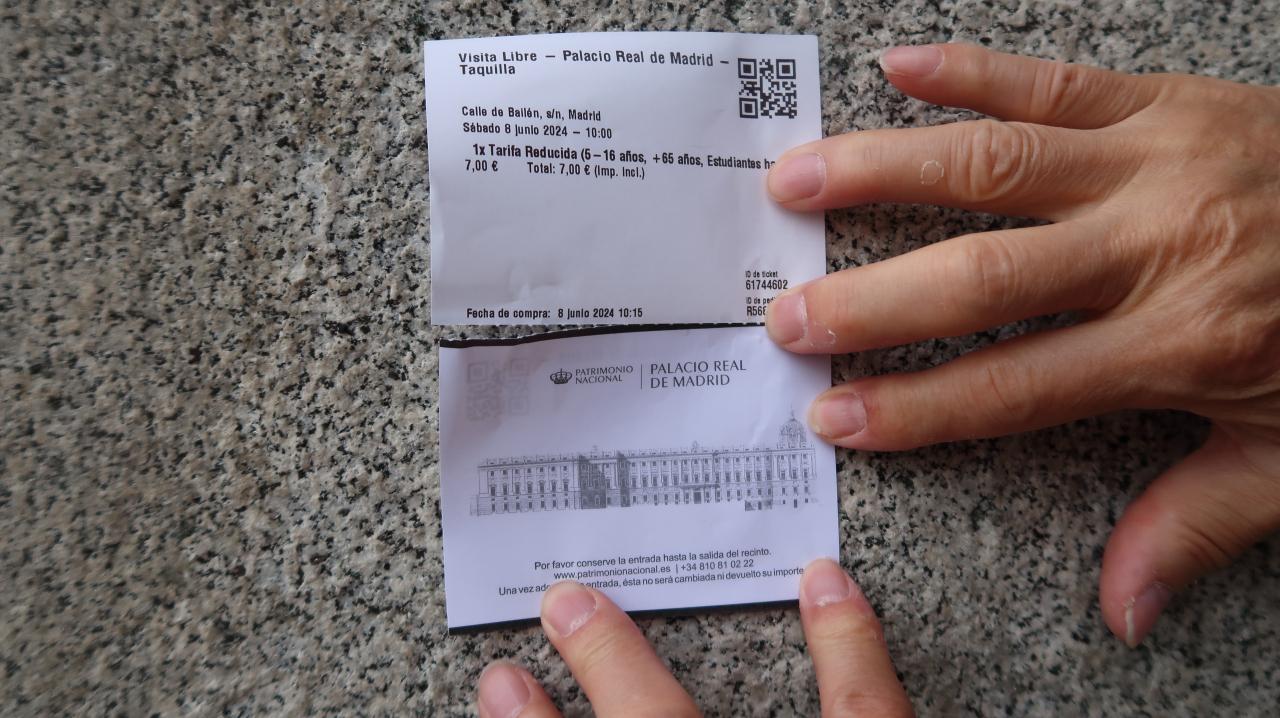 Visita Libre – Palacio Real de Madrid –
Taquilla
Calle de Bailén, s/n, Madrid
Sábado 8 junio 2024 – 10:00
1x Tarifa Reducida (5–16 años, +65 años, Estudiantes
7,00 € Total: 7,00 € (Imp. Incl.)
ID de ticket
61744602
ID de
Fecha de compra: 8 junio 2024 10:15
PATRIMONIO
NACIONAL
PALACIO REAL
DE MADRID
Por favor conserve la entrada hasta la salida del recinto.
www.patrimonionacional.es | +34 810 81 02 22
Una vez entrada, ésta no será cambiada ni devuelto su importe